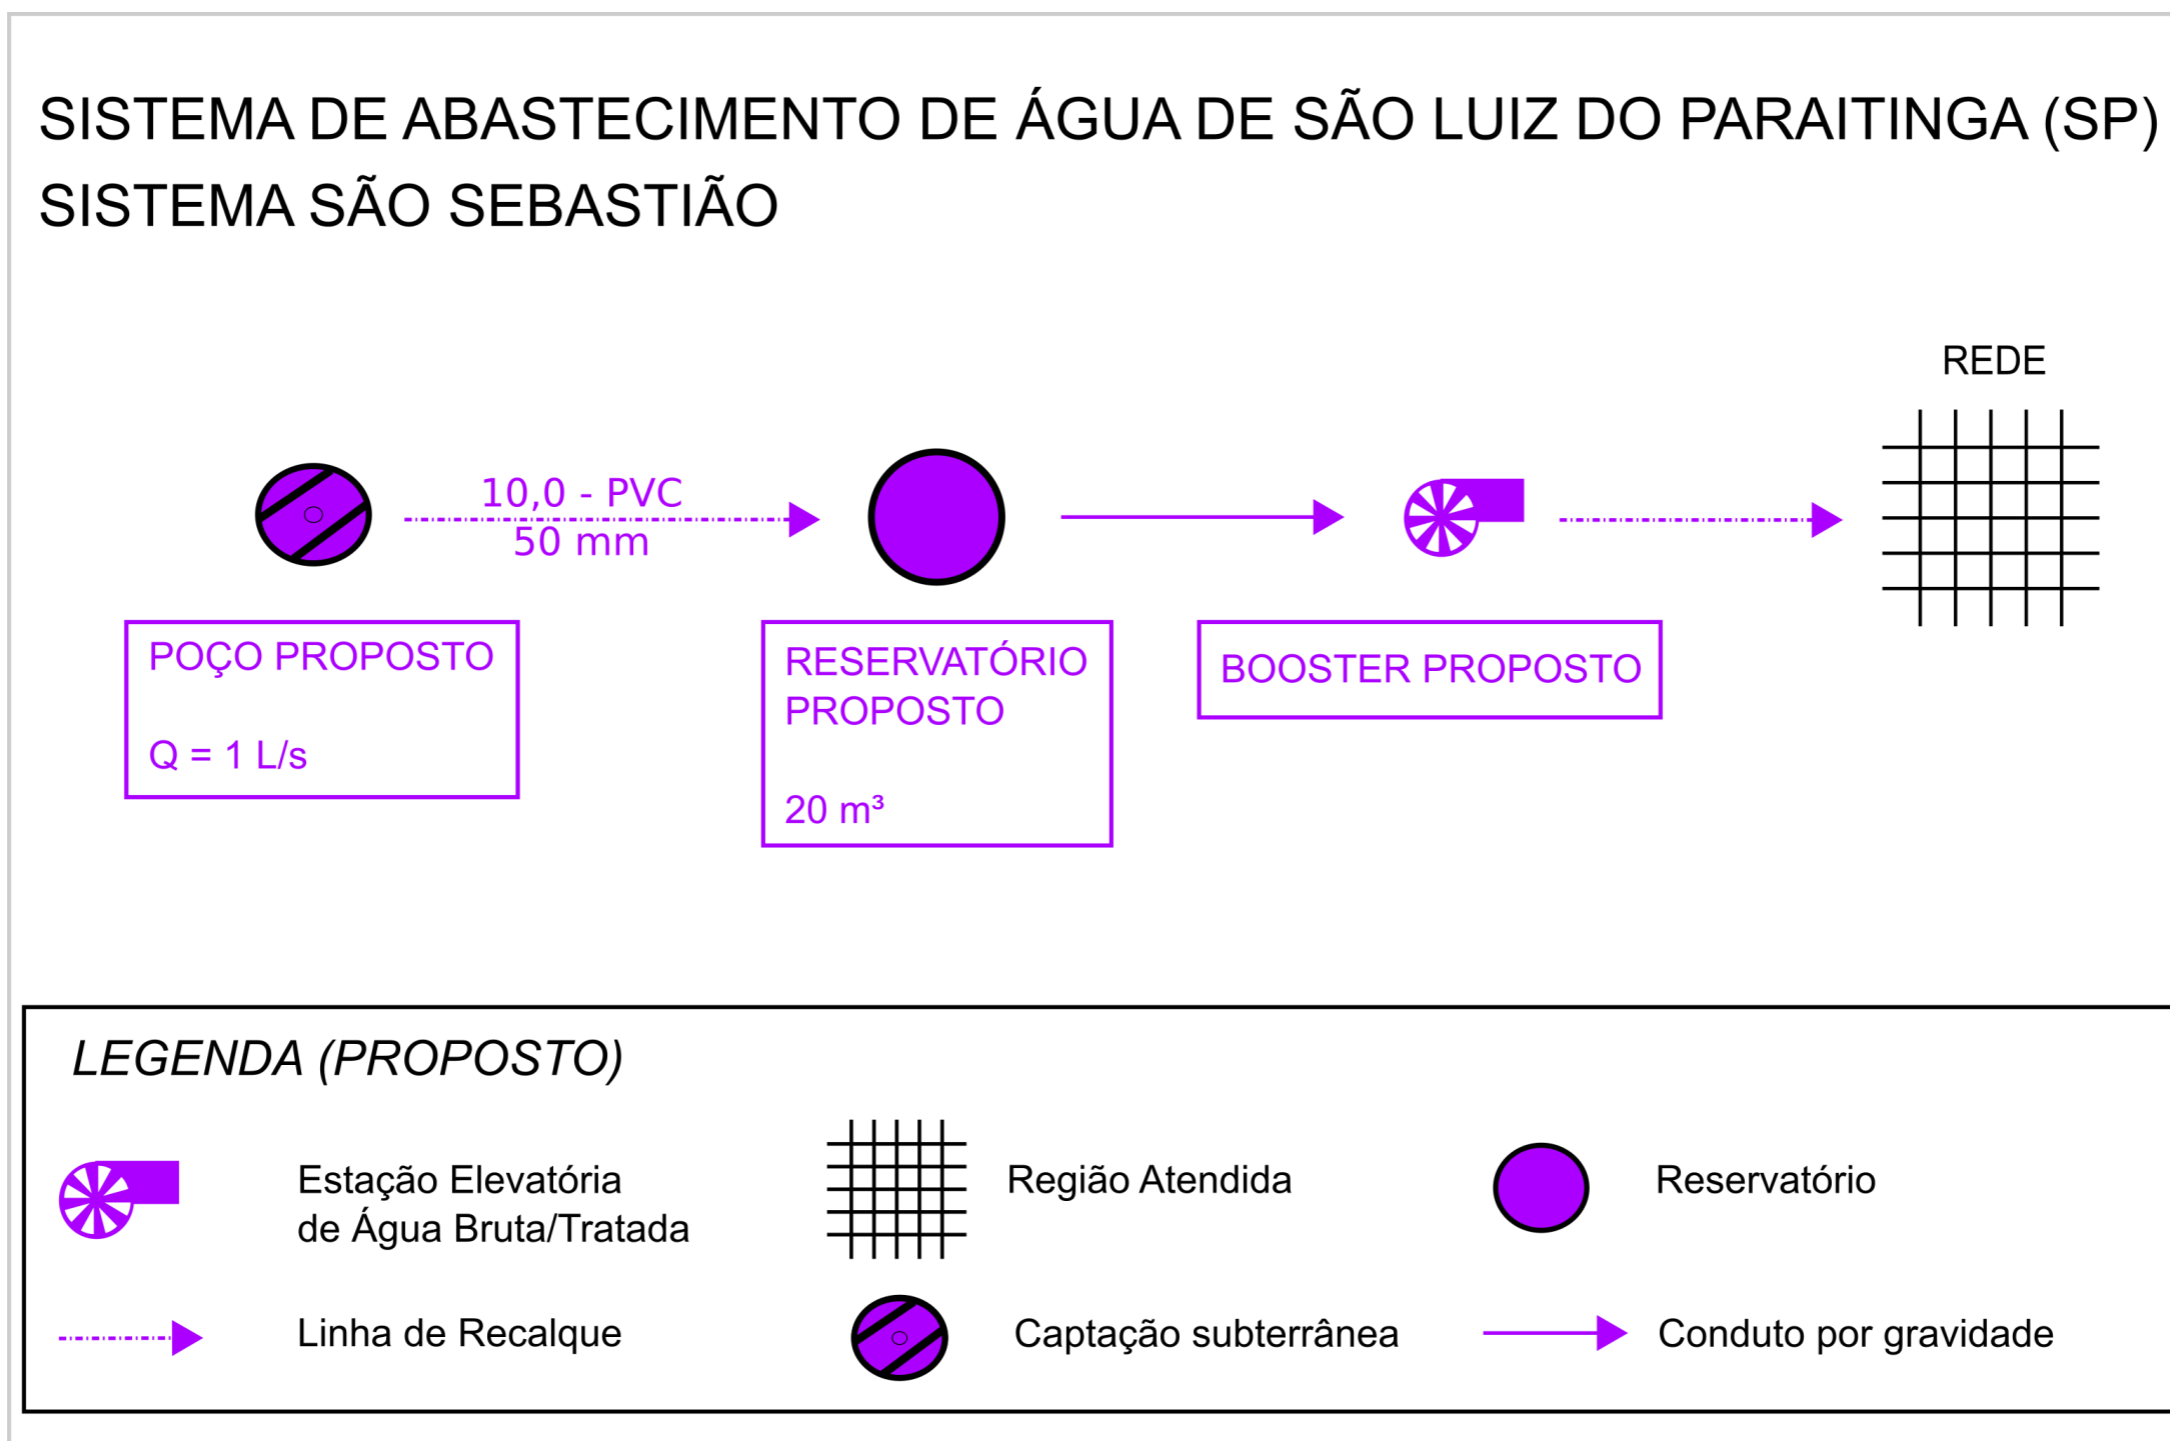 SISTEMA DE ABASTECIMENTO DE ÁGUA DE SÃO LUIZ DO PARAITINGA (SP)
SISTEMA SÃO SEBASTIÃO
REDE
10,0 - PVC
50 mm
POÇO PROPOSTO
Q = 1 L/s
RESERVATÓRIO
PROPOSTO
20 m³
BOOSTER PROPOSTO
LEGENDA (PROPOSTO)
Estação Elevatória
de Água Bruta/Tratada
Região Atendida
Reservatório
Linha de Recalque
Captação subterrânea
Conduto por gravidade